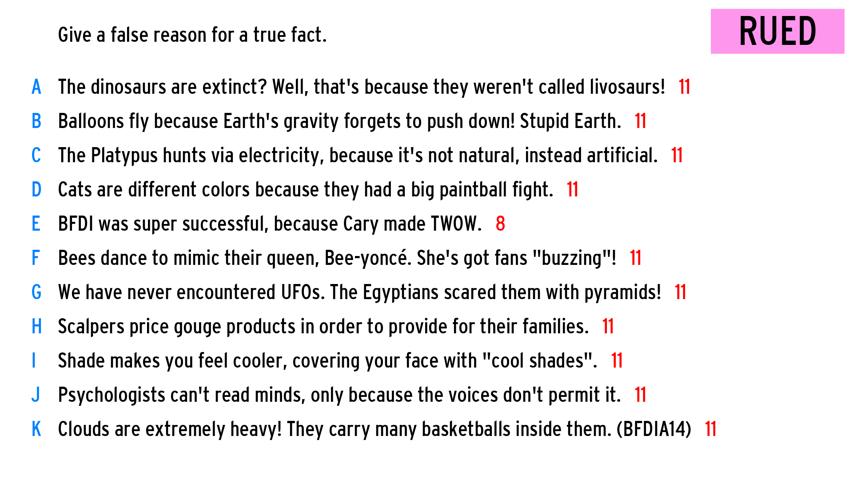 Give a false reason for a true fact.
RUED
A The dinosaurs are extinct? Well, that's because they weren't called livosaurs! 11
B Balloons fly because Earth's gravity forgets to push down! Stupid Earth. 11
C The Platypus hunts via electricity, because it's not natural, instead artificial. 11
D Cats are different colors because they had a big paintball fight. 11
E BFDI was super successful, because Cary made TWOW. 8
F Bees dance to mimic their queen, Bee-yoncé. She's got fans "buzzing"! 11
G We have never encountered UFOs. The Egyptians scared them with pyramids! 11
H Scalpers price gouge products in order to provide for their families. 11
I Shade makes you feel cooler, covering your face with "cool shades". 11
J Psychologists can't read minds, only because the voices don't permit it. 11
K Clouds are extremely heavy! They carry many basketballs inside them. (BFDIA14) 11